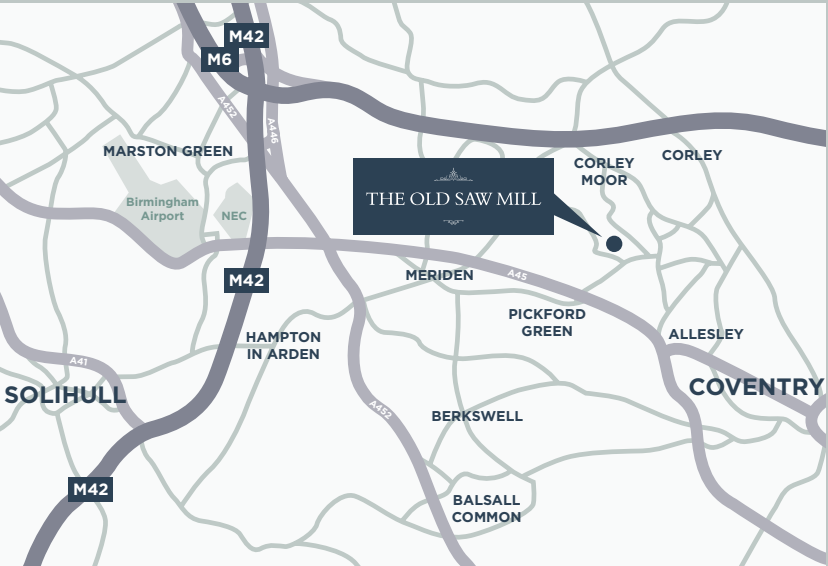 M42
M6
A452
A446
MARSTON GREEN
CORLEY
MOOR
CORLEY
THE OLD SAW MILL
Birmingham
Airport
NEC
M42
MERIDEN
A45
PICKFORD
GREEN
HAMPTON
IN ARDEN
ALLESLEY
A41
SOLIHULL
COVENTRY
A452
BERKSWELL
M42
BALSALL
COMMON